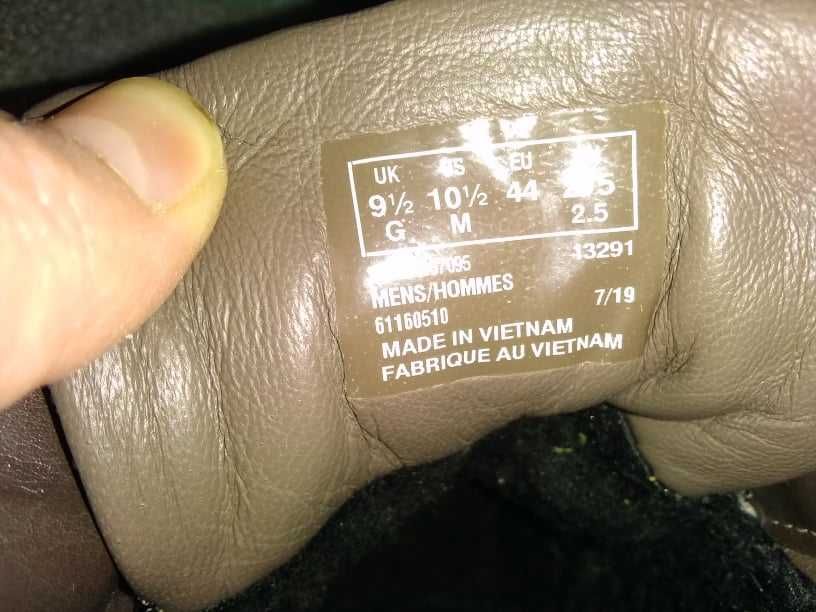 UK US EU
9½ 10½ 44
G M 2.5
13291
MENS/HOMMES
61160510 7/19
MADE IN VIETNAM
FABRIQUE AU VIETNAM